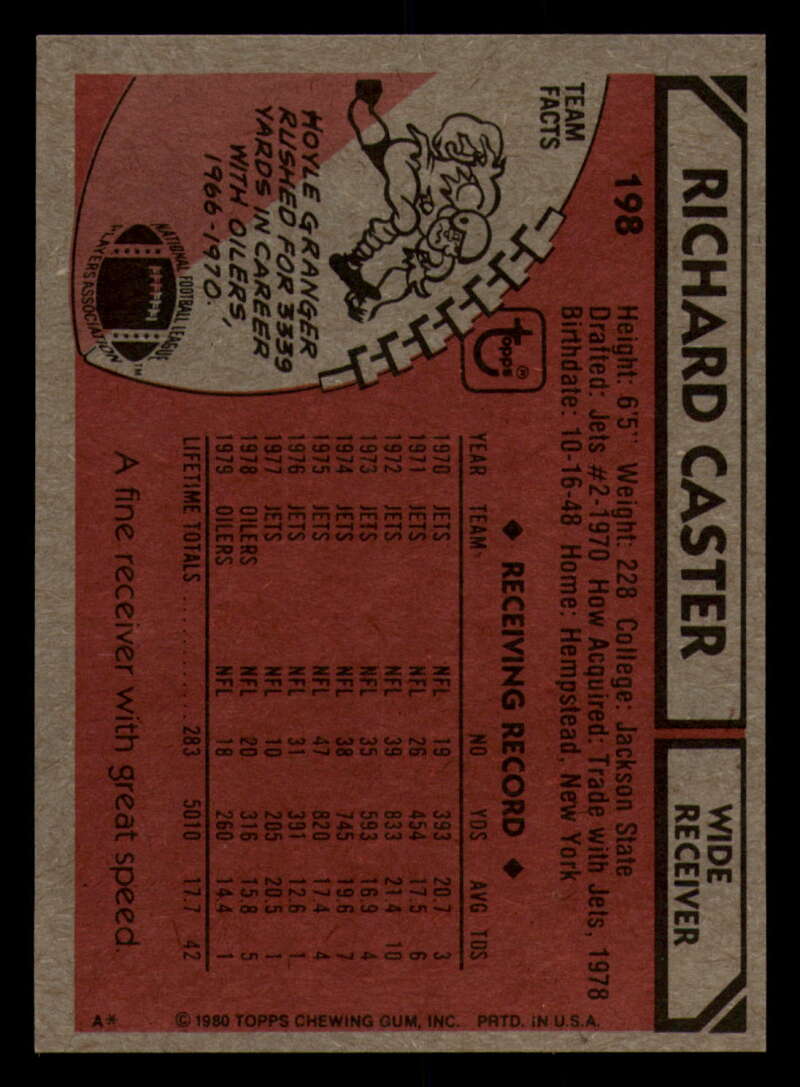 RICHARD CASTER
WIDE
RECEIVER
198
Height: 6'5" Weight: 228 College: Jackson State
Drafted: Jets #2-1970 How Acquired: Trade with Jets, 1978
Birthdate: 10-16-48 Home: Hempstead, New York
TEAM
FACTS
HOYLE GRANGER
RUSHED FOR 3339
YARDS IN CAREER
WITH OILERS,
1966-1970.
NATIONAL FOOTBALL LEAGUE
PLAYERS ASSOCIATION
TM
Topps®
◆ RECEIVING RECORD ◆
YEAR TEAM NO YDS AVG TDS
1970 JETS NFL 19 393 20.7 3
1971 JETS NFL 26 454 17.5 6
1972 JETS NFL 39 833 21.4 10
1973 JETS NFL 35 593 16.9 4
1974 JETS NFL 38 745 19.6 7
1975 JETS NFL 47 820 17.4 4
1976 JETS NFL 31 391 12.6 1
1977 JETS NFL 10 205 20.5 1
1978 OILERS NFL 20 316 15.8 5
1979 OILERS NFL 18 260 14.4 1
LIFETIME TOTALS ............ 283 5010 17.7 42
A fine receiver with great speed.
A* © 1980 TOPPS CHEWING GUM, INC. PRTD. IN U.S.A.